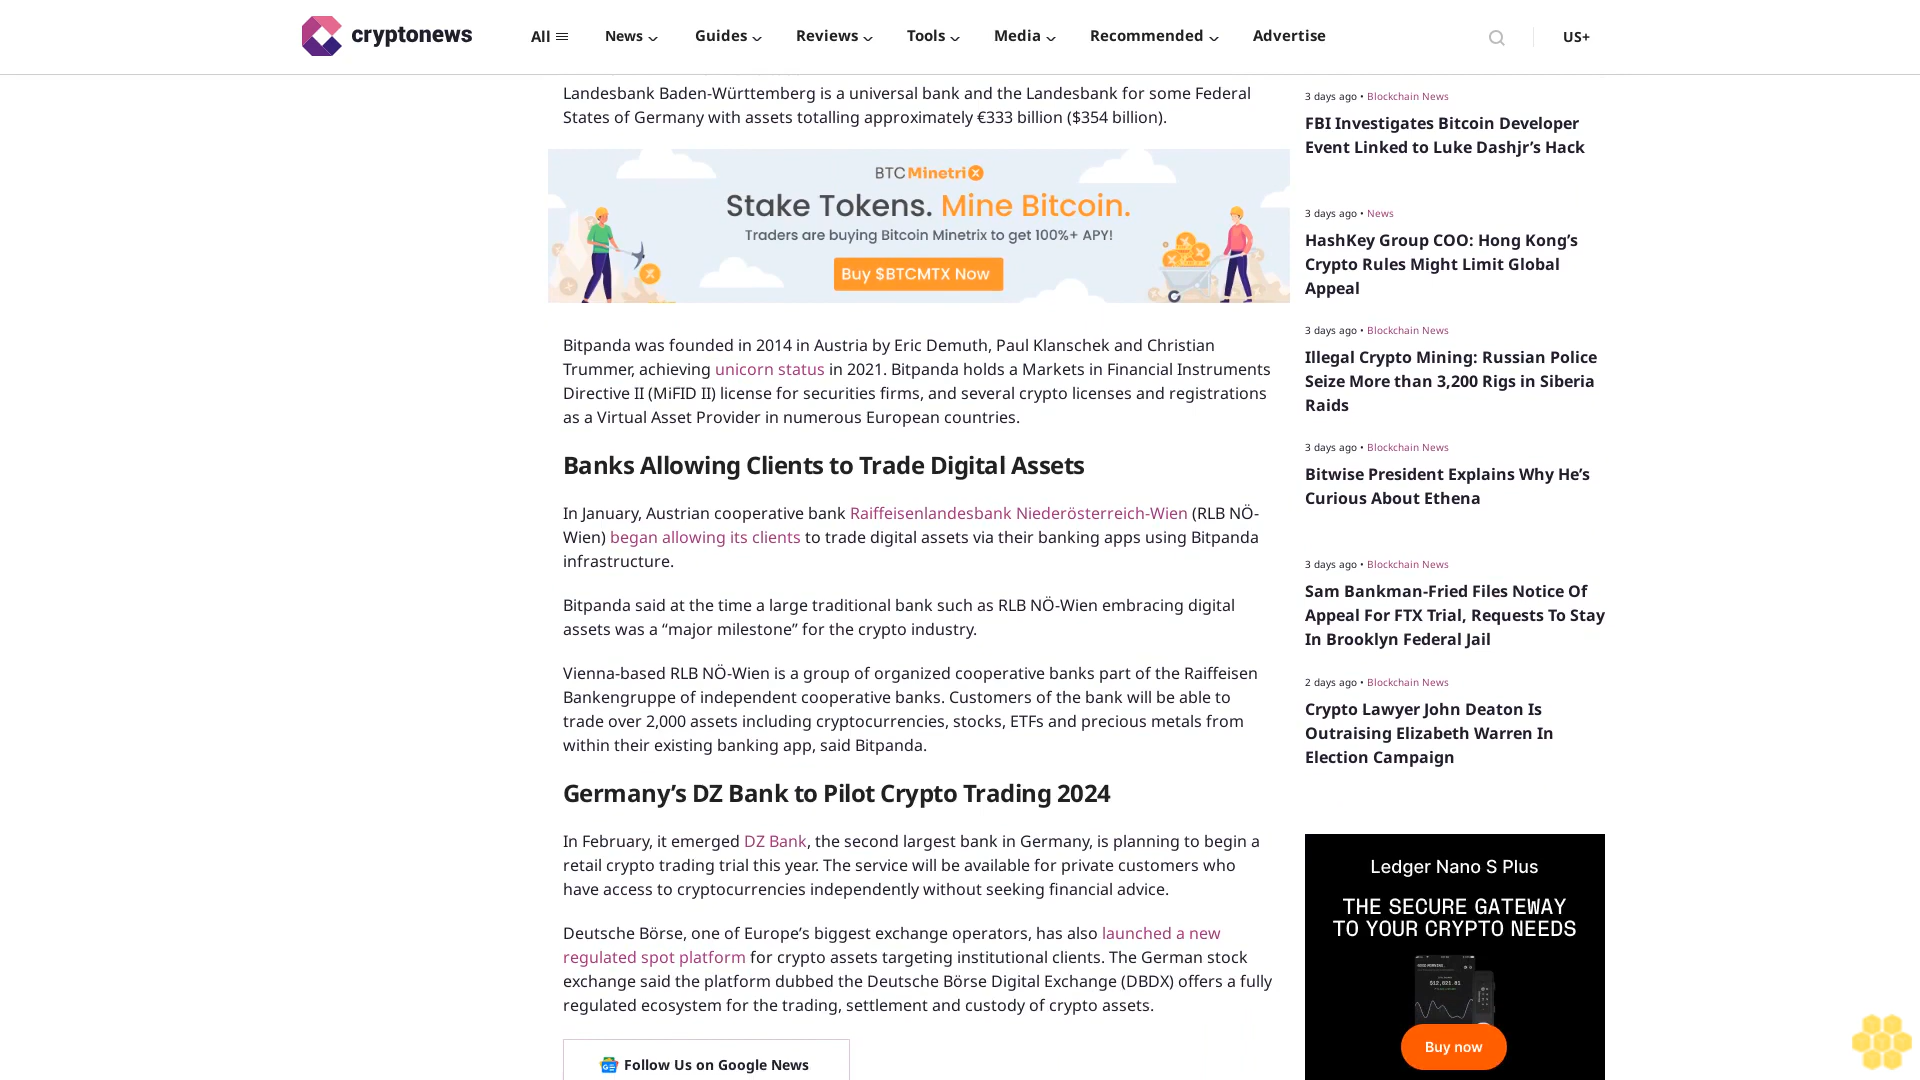 cryptonews
All
News
Guides
Reviews
Tools
Media
Recommended
Advertise
US+
Landesbank Baden-Württemberg is a universal bank and the Landesbank for some Federal
States of Germany with assets totalling approximately €333 billion ($354 billion).
BTC Minetrix
Stake Tokens. Mine Bitcoin.
Traders are buying Bitcoin Minetrix to get 100%+ APY!
Buy $BTCMTX Now
Bitpanda was founded in 2014 in Austria by Eric Demuth, Paul Klanschek and Christian
Trummer, achieving unicorn status in 2021. Bitpanda holds a Markets in Financial Instruments
Directive II (MiFID II) license for securities firms, and several crypto licenses and registrations
as a Virtual Asset Provider in numerous European countries.
Banks Allowing Clients to Trade Digital Assets
In January, Austrian cooperative bank Raiffeisenlandesbank Niederösterreich-Wien (RLB NÖ-
Wien) began allowing its clients to trade digital assets via their banking apps using Bitpanda
infrastructure.
Bitpanda said at the time a large traditional bank such as RLB NÖ-Wien embracing digital
assets was a “major milestone” for the crypto industry.
Vienna-based RLB NÖ-Wien is a group of organized cooperative banks part of the Raiffeisen
Bankengruppe of independent cooperative banks. Customers of the bank will be able to
trade over 2,000 assets including cryptocurrencies, stocks, ETFs and precious metals from
within their existing banking app, said Bitpanda.
Germany’s DZ Bank to Pilot Crypto Trading 2024
In February, it emerged DZ Bank, the second largest bank in Germany, is planning to begin a
retail crypto trading trial this year. The service will be available for private customers who
have access to cryptocurrencies independently without seeking financial advice.
Deutsche Börse, one of Europe’s biggest exchange operators, has also launched a new
regulated spot platform for crypto assets targeting institutional clients. The German stock
exchange said the platform dubbed the Deutsche Börse Digital Exchange (DBDX) offers a fully
regulated ecosystem for the trading, settlement and custody of crypto assets.
Follow Us on Google News
3 days ago • Blockchain News
FBI Investigates Bitcoin Developer
Event Linked to Luke Dashjr’s Hack
3 days ago • News
HashKey Group COO: Hong Kong’s
Crypto Rules Might Limit Global
Appeal
3 days ago • Blockchain News
Illegal Crypto Mining: Russian Police
Seize More than 3,200 Rigs in Siberia
Raids
3 days ago • Blockchain News
Bitwise President Explains Why He’s
Curious About Ethena
3 days ago • Blockchain News
Sam Bankman-Fried Files Notice Of
Appeal For FTX Trial, Requests To Stay
In Brooklyn Federal Jail
2 days ago • Blockchain News
Crypto Lawyer John Deaton Is
Outraising Elizabeth Warren In
Election Campaign
Ledger Nano S Plus
THE SECURE GATEWAY
TO YOUR CRYPTO NEEDS
$12,821.81
Buy now